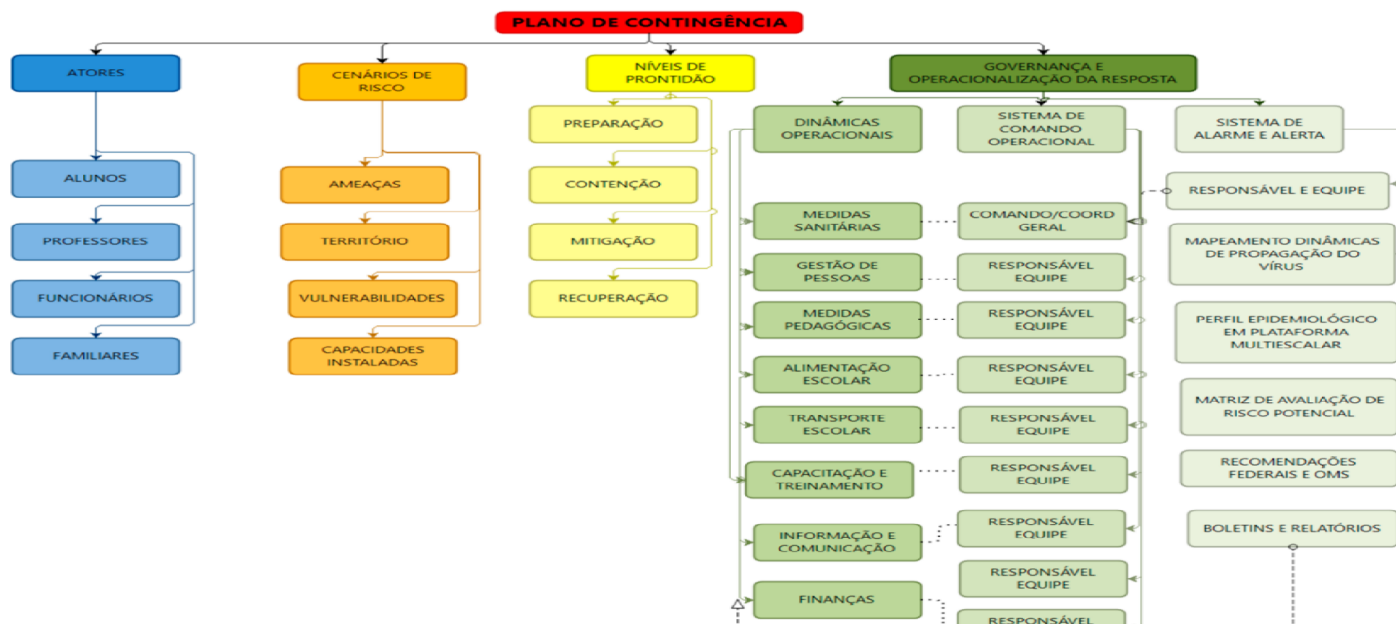 PLANO DE CONTINGÊNCIA
ATORES
ALUNOS
PROFESSORES
FUNCIONÁRIOS
FAMILIARES
CENÁRIOS DE
RISCO
AMEAÇAS
TERRITÓRIO
VULNERABILIDADES
CAPACIDADES
INSTALADAS
NÍVEIS DE
PRONTIDÃO
PREPARAÇÃO
CONTENÇÃO
MITIGAÇÃO
RECUPERAÇÃO
GOVERNANÇA E
OPERACIONALIZAÇÃO DA RESPOSTA
DINÂMICAS
OPERACIONAIS
MEDIDAS
SANITÁRIAS
GESTÃO DE
PESSOAS
MEDIDAS
PEDAGÓGICAS
ALIMENTAÇÃO
ESCOLAR
TRANSPORTE
ESCOLAR
CAPACITAÇÃO E
TREINAMENTO
INFORMAÇÃO E
COMUNICAÇÃO
FINANÇAS
SISTEMA DE
COMANDO
OPERACIONAL
COMANDO/COORD
GERAL
RESPONSÁVEL
EQUIPE
RESPONSÁVEL
EQUIPE
RESPONSÁVEL
EQUIPE
RESPONSÁVEL
EQUIPE
RESPONSÁVEL
EQUIPE
RESPONSÁVEL
EQUIPE
RESPONSÁVEL
EQUIPE
RESPONSÁVEL
SISTEMA DE
ALARME E ALERTA
RESPONSÁVEL E EQUIPE
MAPEAMENTO DINÂMICAS
DE PROPAGAÇÃO DO
VÍRUS
PERFIL EPIDEMIOLÓGICO
EM PLATAFORMA
MULTIESCALAR
MATRIZ DE AVALIAÇÃO DE
RISCO POTENCIAL
RECOMENDAÇÕES
FEDERAIS E OMS
BOLETINS E RELATÓRIOS